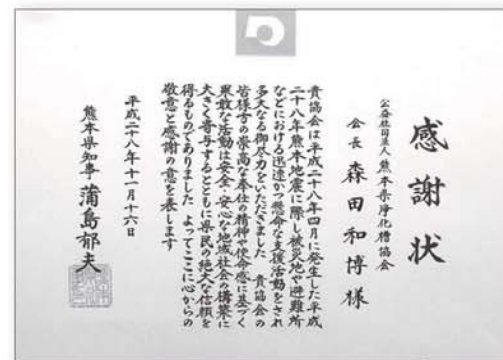 感謝状
公益社団法人熊本県浄化槽協会
会長 森田和博様
貴協会は平成二十八年四月に発生した平成
二十八年熊本地震に際し被災地や避難所
などにおける迅速かつ懸命な支援活動をされ
多大なる御尽力をいただきました 貴協会の
皆様方の崇高な奉仕の精神や使命感に基づく
果敢な活動は安全・安心な地域社会の構築に
大きく寄与するとともに県民の絶大な信頼を
得るものでありました よってここに心からの
敬意と感謝の意を表します
平成二十八年十一月十六日
熊本県知事 蒲島郁夫